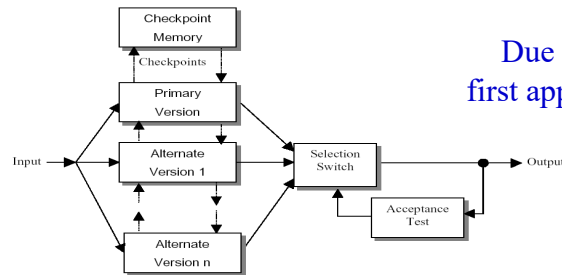 Checkpoint
Memory
Checkpoints
Due
first app
Primary
Version
Input
Alternate
Version 1
Selection
Switch
Output
Acceptance
Test
Alternate
Version n